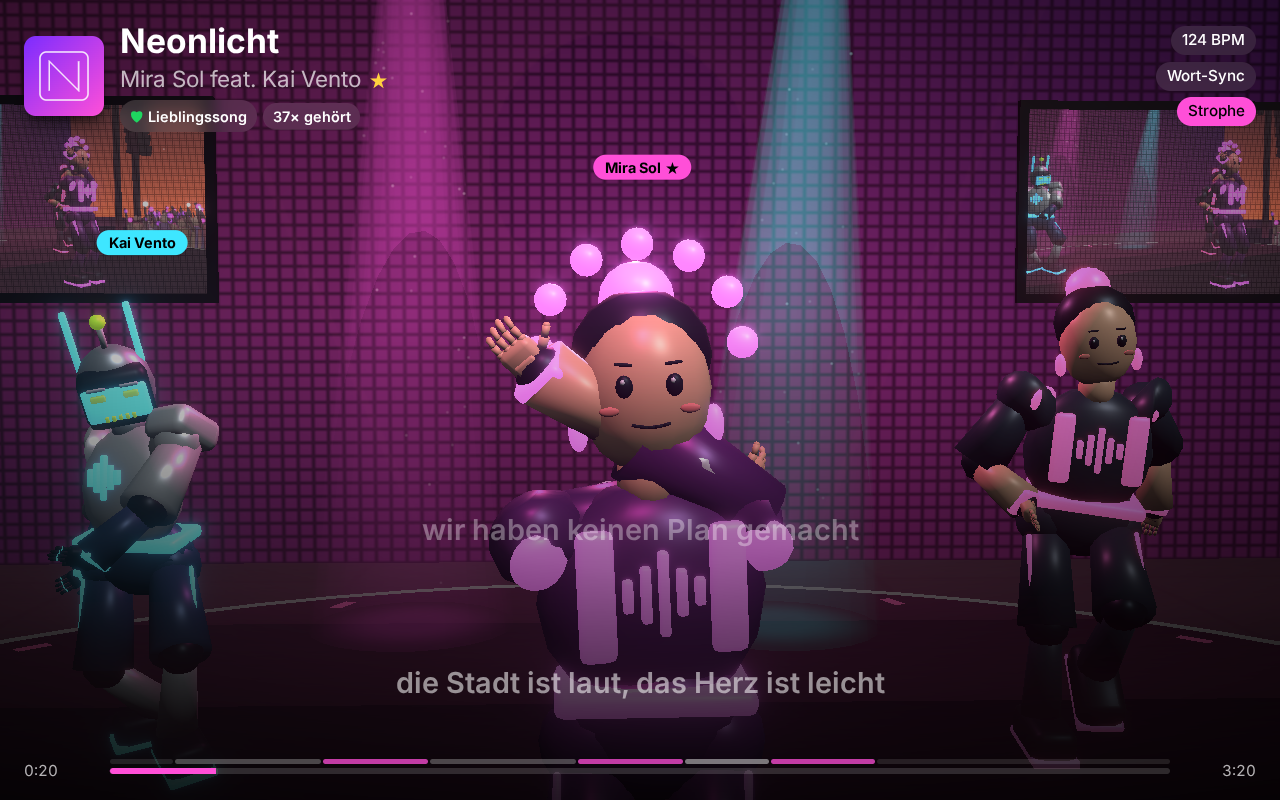 N
Neonlicht
Mira Sol feat. Kai Vento ★
Lieblingssong
37× gehört
124 BPM
Wort-Sync
Strophe
Mira Sol ★
Kai Vento
wir haben keinen Plan gemacht
die Stadt ist laut, das Herz ist leicht
0:20
3:20